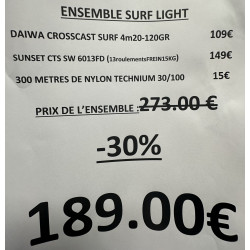 ENSEMBLE SURF LIGHT
DAIWA CROSSCAST SURF 4m20-120GR 109€
SUNSET CTS SW 6013FD (13roulementsFREIN15KG) 149€
300 METRES DE NYLON TECHNIUM 30/100 15€
PRIX DE L'ENSEMBLE :273.00 €
-30%
189.00€